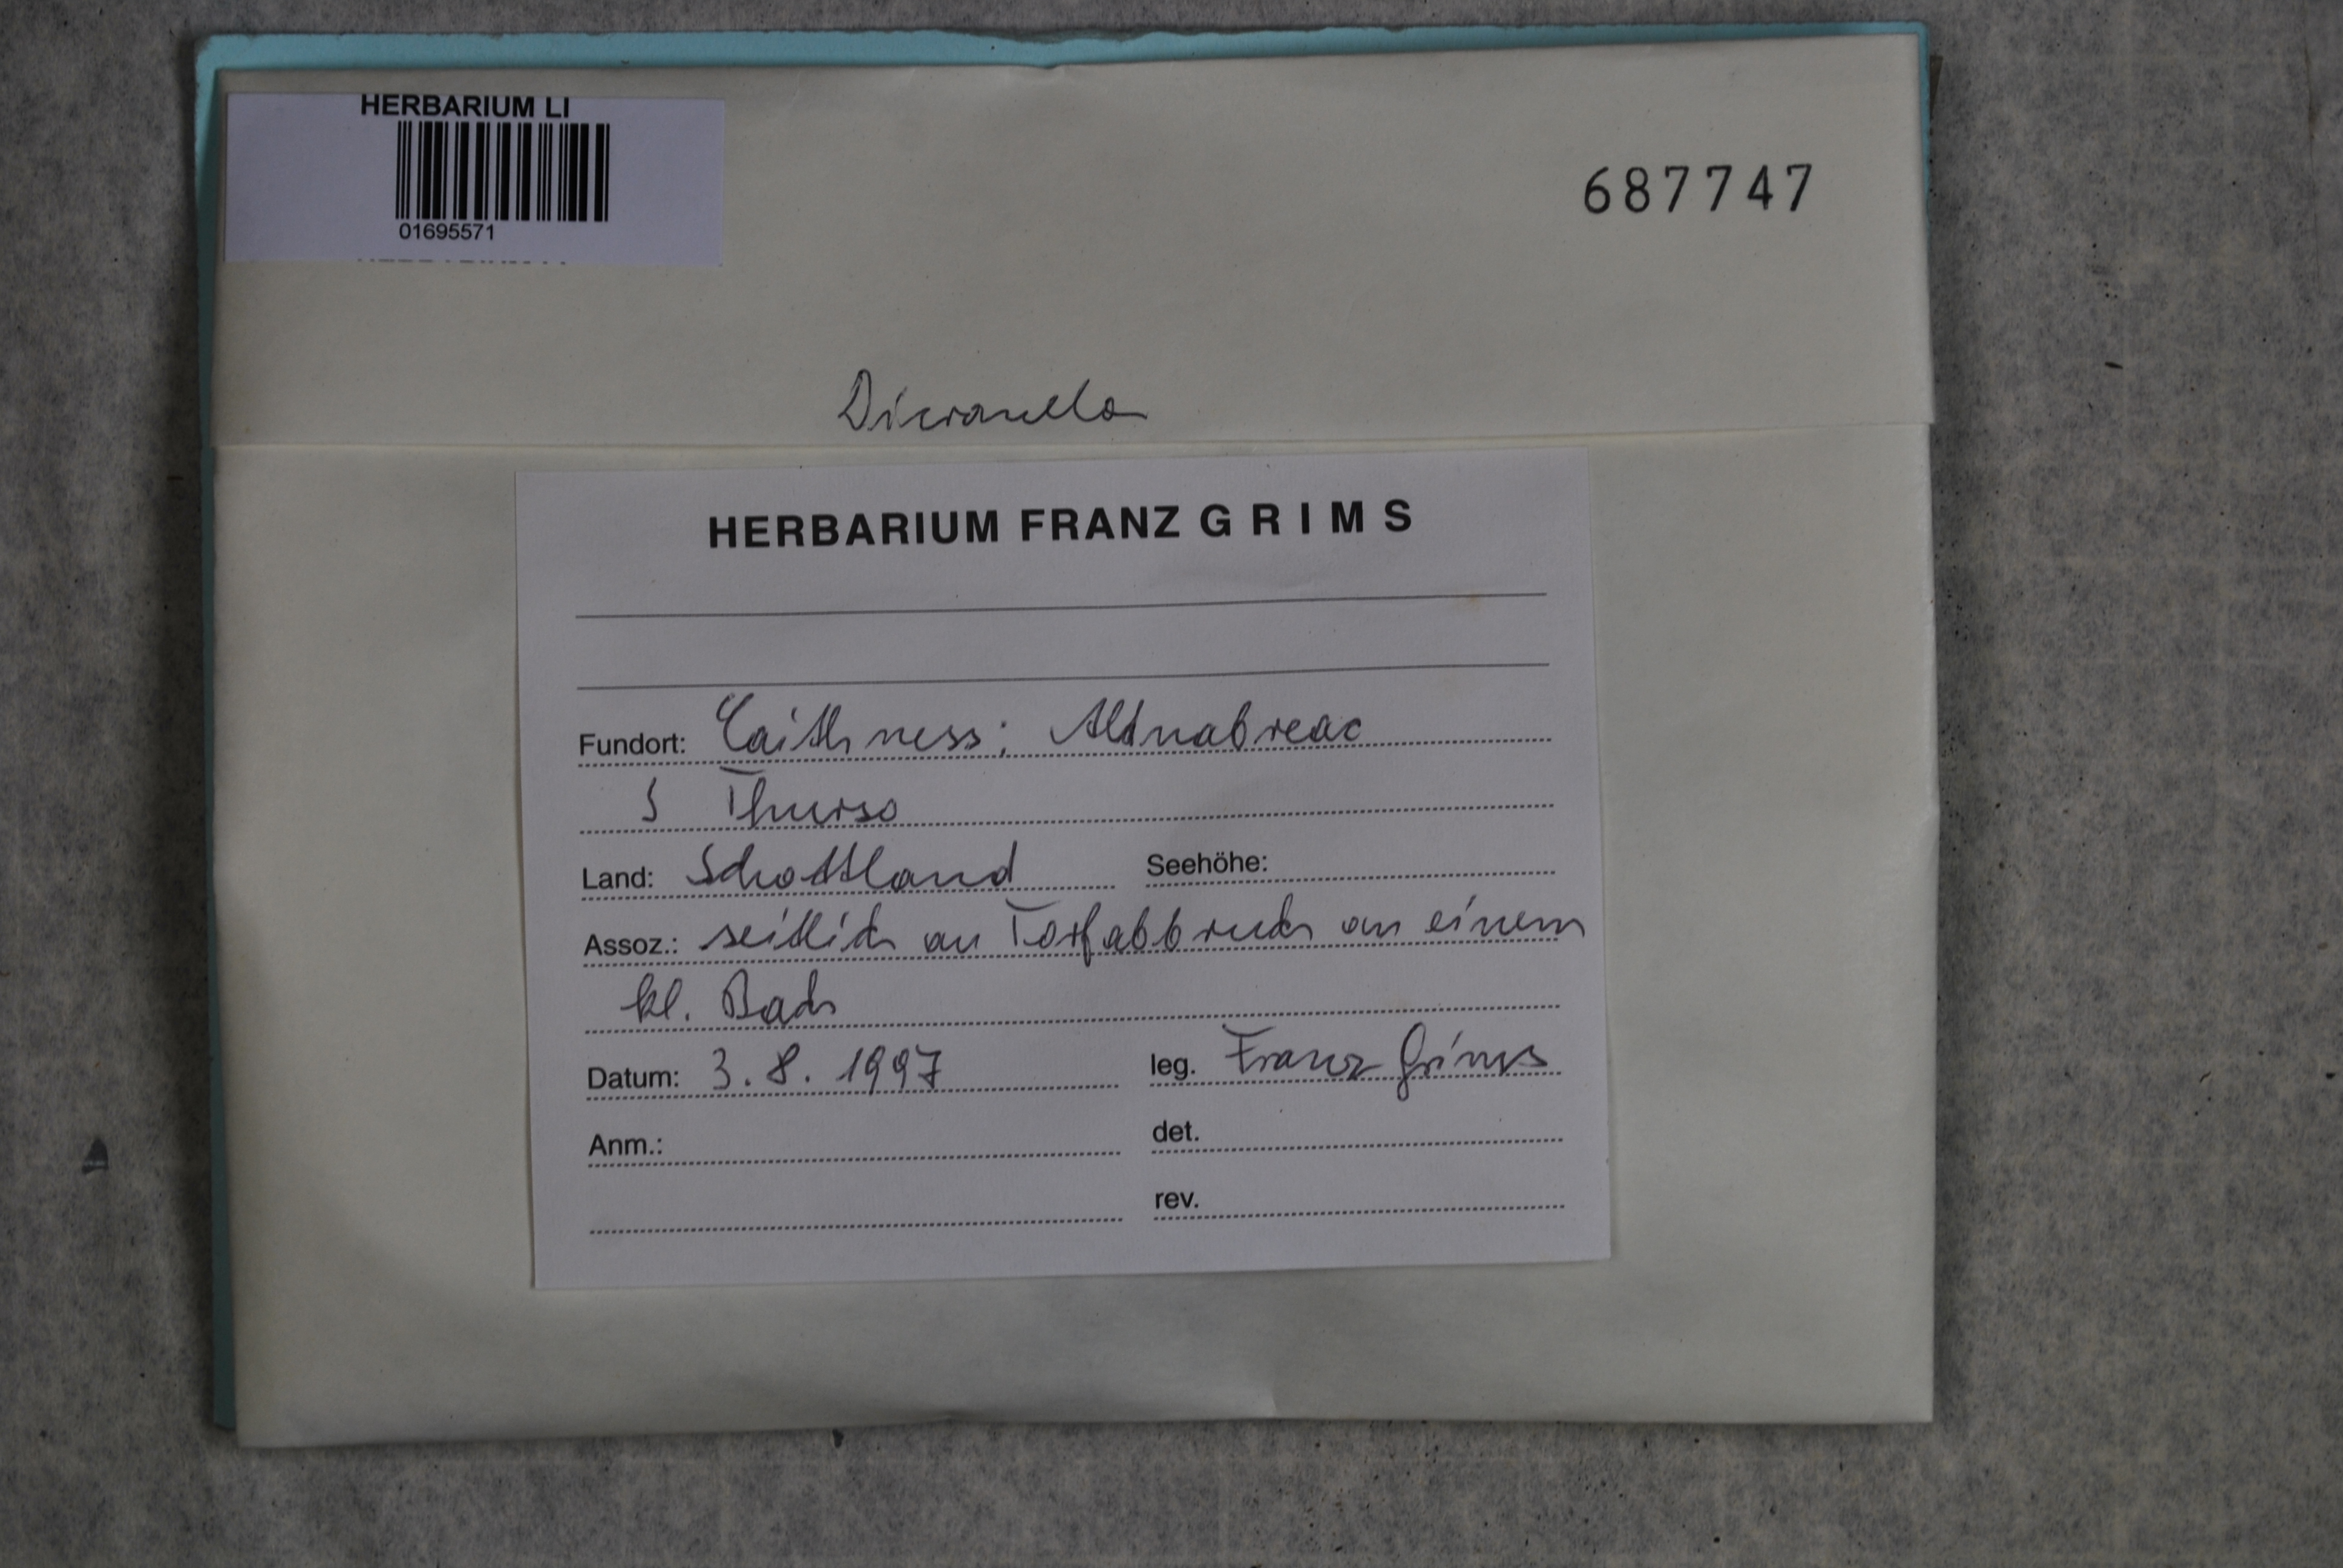 HERBARIUM LI
01695571
687747
Dicranella
HERBARIUM FRANZ GRIMS
Fundort: Caithness; Altnabreac
S Thurso
Land: Schottland Seehöhe:
Assoz.: seitlich an Torfabbruch an einem
kl. Bach
Datum: 3.8.1997 leg. Franz Grims
Anm.: det.
rev.